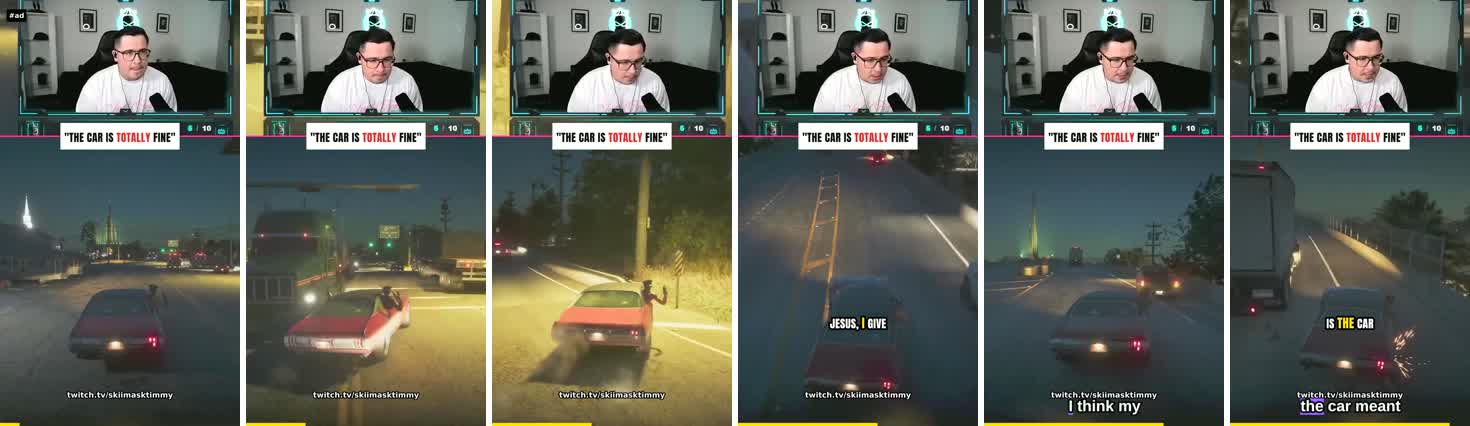 #ad
5 / 10
"THE CAR IS TOTALLY FINE"
twitch.tv/skiimasktimmy
5 / 10
"THE CAR IS TOTALLY FINE"
twitch.tv/skiimasktimmy
5 / 10
"THE CAR IS TOTALLY FINE"
twitch.tv/skiimasktimmy
5 / 10
"THE CAR IS TOTALLY FINE"
JESUS, I GIVE
twitch.tv/skiimasktimmy
5 / 10
"THE CAR IS TOTALLY FINE"
twitch.tv/skiimasktimmy
I think my
5 / 10
"THE CAR IS TOTALLY FINE"
IS THE CAR
twitch.tv/skiimasktimmy
the car meant